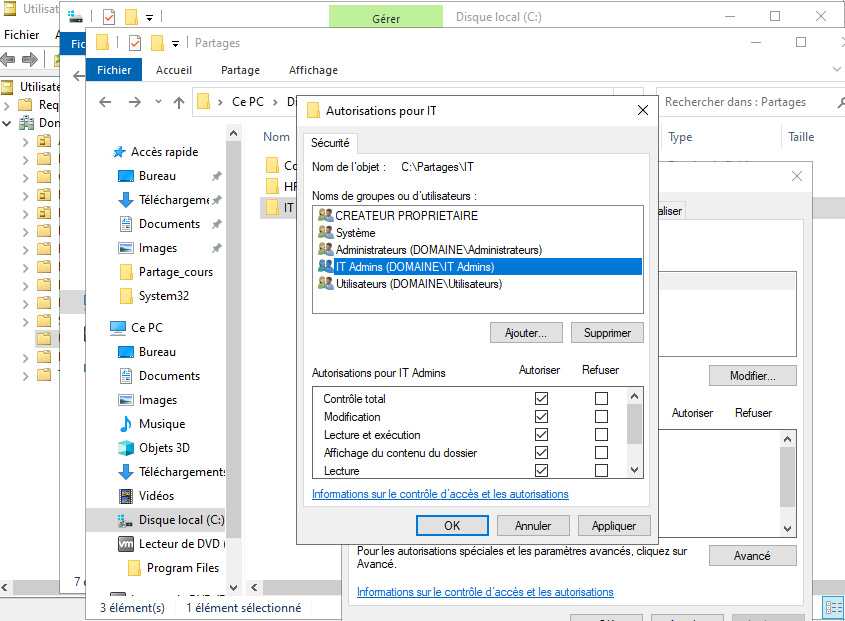 Utilisat
Gérer
Disque local (C:)
Fichier
Partages
Fichier
Accueil
Partage
Affichage
Utilisate
Ce PC
Rechercher dans : Partages
Req
Dom
Nom
Type
Taille
Accès rapide
Bureau
Documents
Images
Partage_cours
System32
Ce PC
Bureau
Documents
Images
Musique
Objets 3D
Téléchargements
Vidéos
Disque local (C:)
Lecteur de DVD (
Program Files
IT
Autorisations pour IT
Sécurité
Nom de l'objet : C:\Partages\IT
Noms de groupes ou d'utilisateurs :
CREATEUR PROPRIETAIRE
Système
Administrateurs (DOMAINE\Administrateurs)
IT Admins (DOMAINE\IT Admins)
Utilisateurs (DOMAINE\Utilisateurs)
Ajouter...
Supprimer
Autorisations pour IT Admins
Autoriser
Refuser
Contrôle total
Modification
Lecture et exécution
Affichage du contenu du dossier
Lecture
Informations sur le contrôle d'accès et les autorisations
OK
Annuler
Appliquer
aliser
Modifier...
Autoriser
Refuser
Pour les autorisations spéciales et les paramètres avancés, cliquez sur
Avancé.
Avancé
Informations sur le contrôle d'accès et les autorisations
7 é
3 élément(s)
1 élément sélectionné